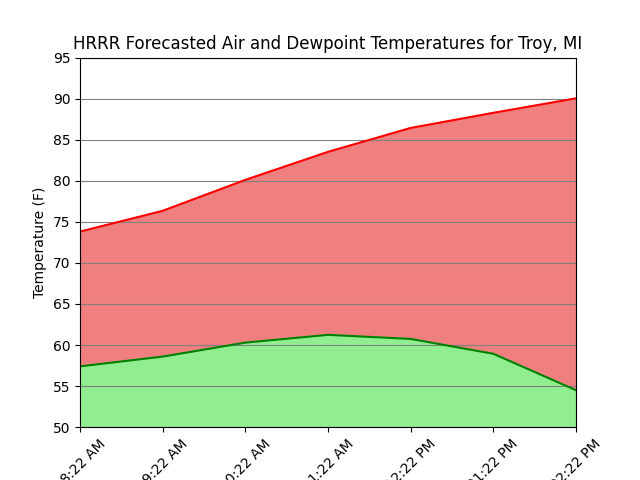 HRRR Forecasted Air and Dewpoint Temperatures for Troy, MI
Temperature (F)
95
90
85
80
75
70
65
60
55
50
8:22 AM
9:22 AM
0:22 AM
1:22 AM
2:22 PM
01:22 PM
02:22 PM